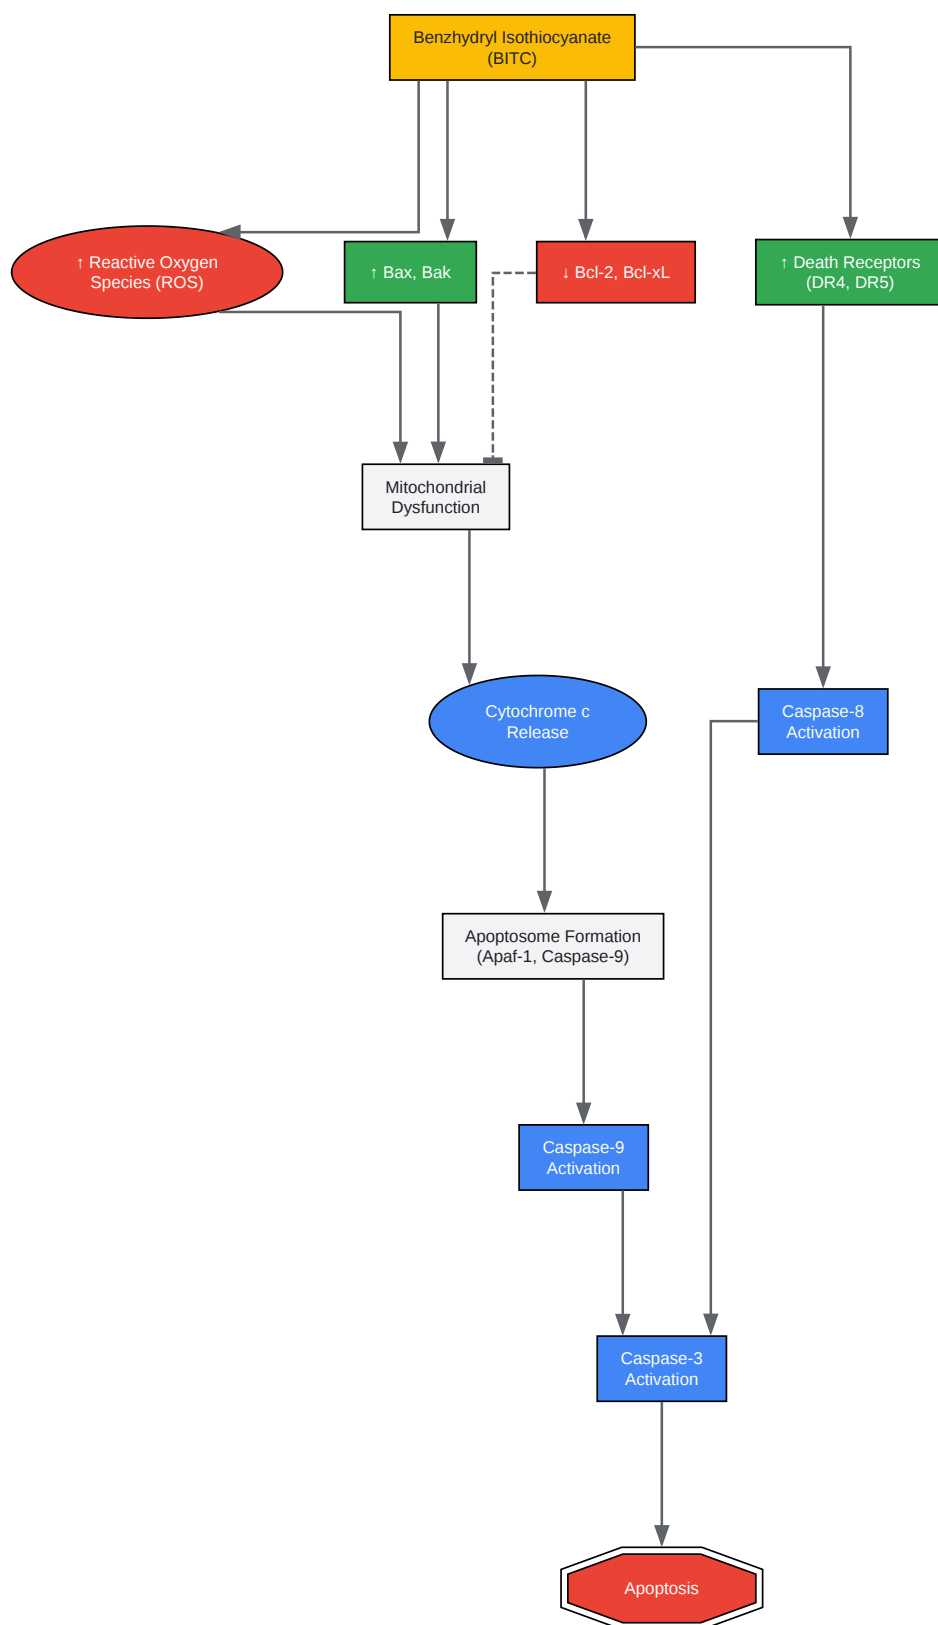 Benzhydryl Isothiocyanate
(BITC)
↑ Reactive Oxygen
Species (ROS)
↑ Bax, Bak
↓ Bcl-2, Bcl-xL
↑ Death Receptors
(DR4, DR5)
Mitochondrial
Dysfunction
Cytochrome c
Release
Caspase-8
Activation
Apoptosome Formation
(Apaf-1, Caspase-9)
Caspase-9
Activation
Caspase-3
Activation
Apoptosis